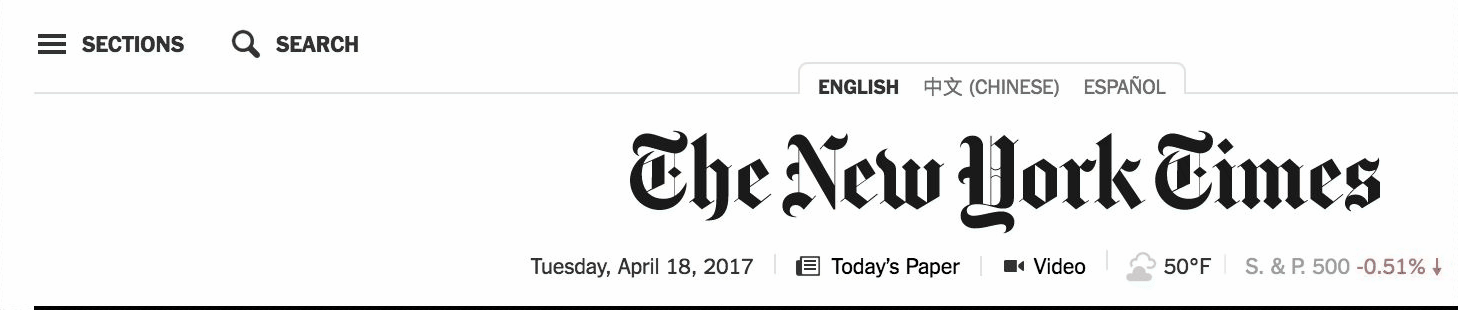 SECTIONS SEARCH
ENGLISH 中文 (CHINESE) ESPAÑOL
The New York Times
Tuesday, April 18, 2017 Today's Paper Video 50°F S. & P. 500 -0.51%